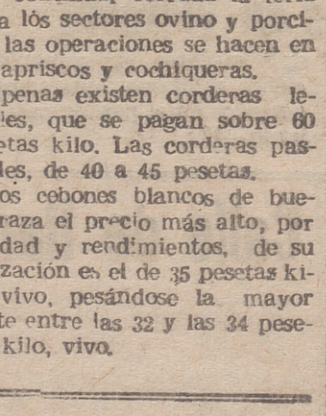 a los sectores ovino y porci-
las operaciones se hacen en
apriscos y cochiqueras.
penas existen corderas le-
les, que se pagan sobre 60
etas kilo. Las corderas pas-
les, de 40 a 45 pesetas.
os cebones blancos de bue-
raza el precio más alto, por
dad y rendimientos, de su
ización es el de 35 pesetas ki-
vivo, pesándose la mayor
te entre las 32 y las 34 pese-
kilo, vivo.